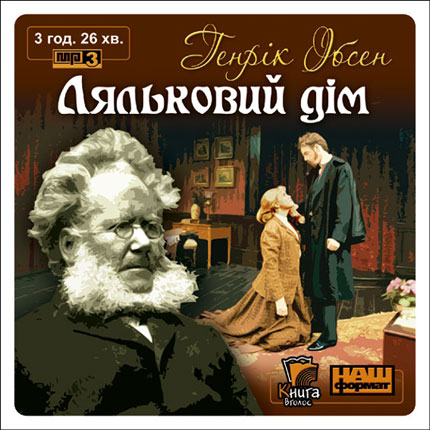 3 год. 26 хв.
mp3
Генрік Ібсен
Ляльковий дім
Книга
Вголос
НАШ
формат